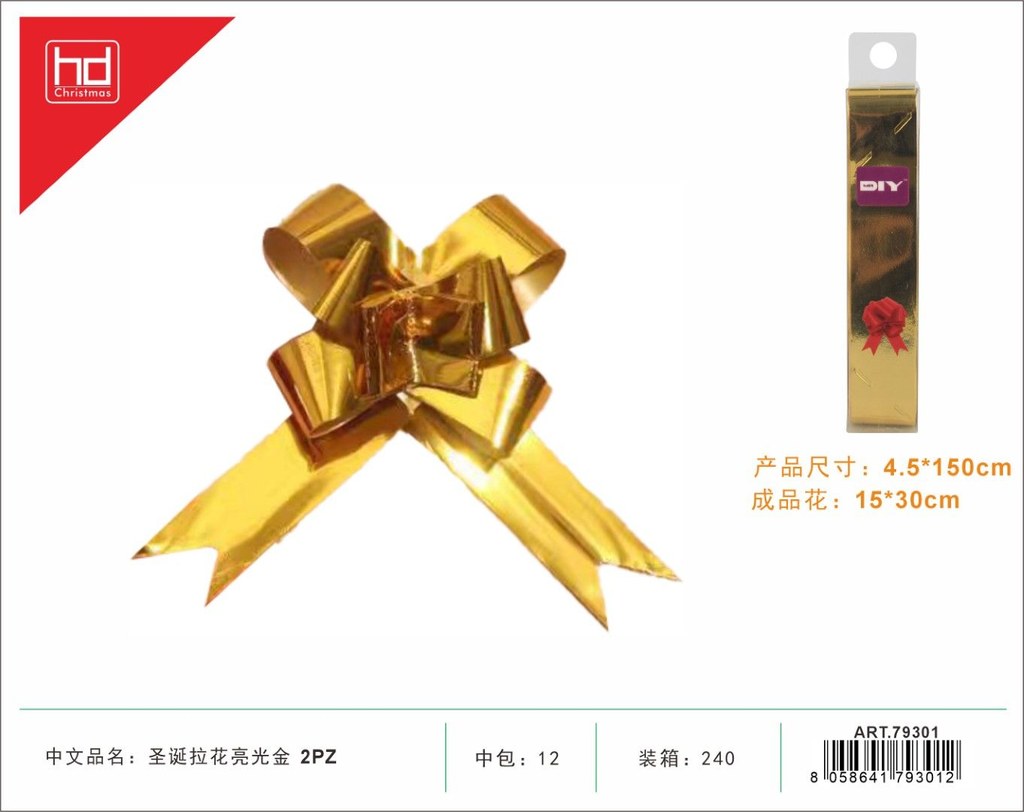 hd
Christmas
DIY
产品尺寸：4.5*150cm
成品花：15*30cm
中文品名：圣诞拉花亮光金 2PZ
中包：12
装箱：240
ART.79301
8 058641 793012